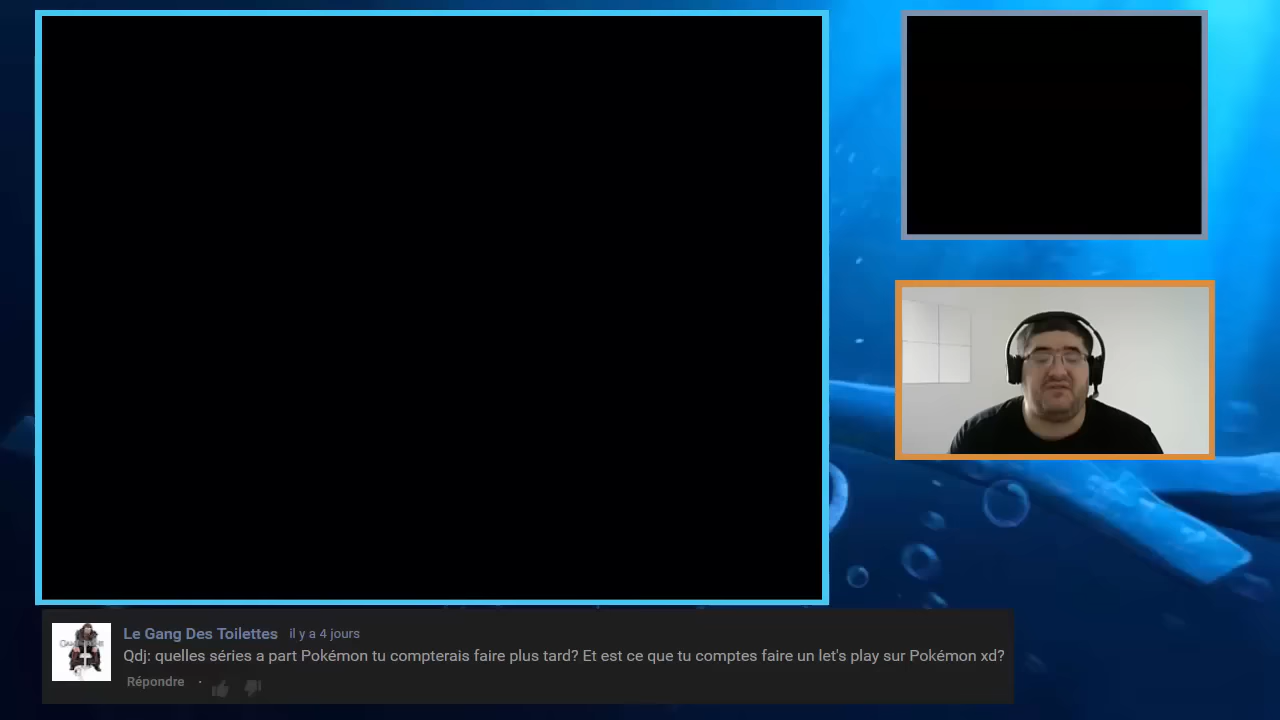 Le Gang Des Toilettes il y a 4 jours
Qdj: quelles séries a part Pokémon tu compterais faire plus tard? Et est ce que tu comptes faire un let's play sur Pokémon xd?
Répondre ·